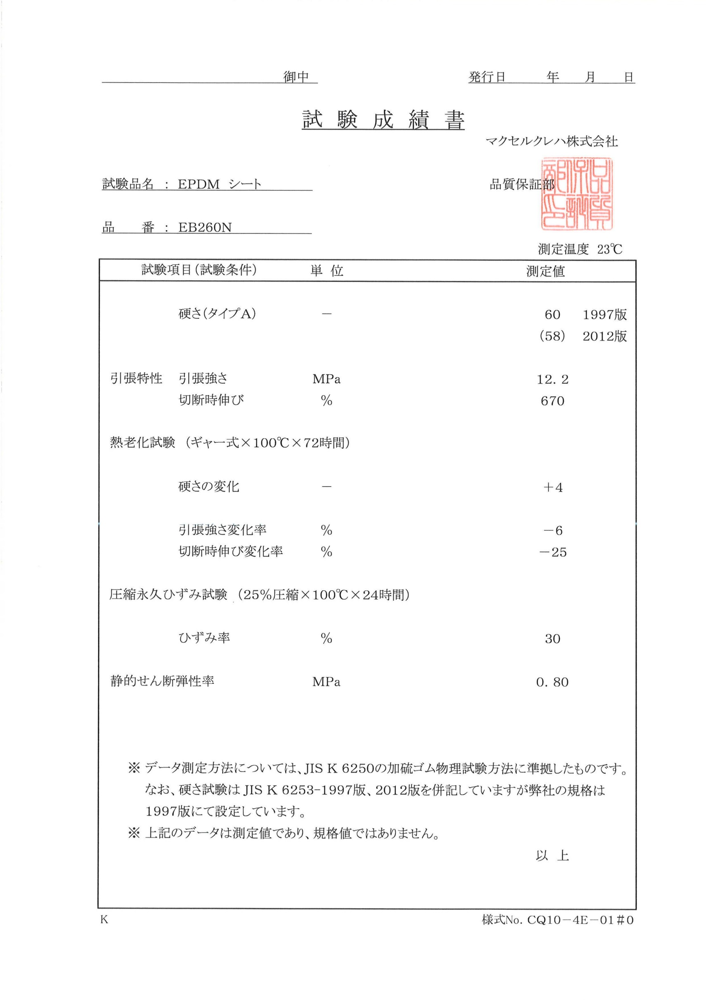 御中 発行日 年 月 日
試験成績書
マクセルクレハ株式会社
試験品名 : EPDM シート 品質保証部
品質保証部印
品 番 : EB260N
測定温度 23℃
試験項目(試験条件) 単位 測定値
硬さ(タイプA) － 60 1997版
(58) 2012版
引張特性 引張強さ MPa 12.2
切断時伸び % 670
熱老化試験 (ギャー式×100℃×72時間)
硬さの変化 － +4
引張強さ変化率 % －6
切断時伸び変化率 % －25
圧縮永久ひずみ試験 (25%圧縮×100℃×24時間)
ひずみ率 % 30
静的せん断弾性率 MPa 0.80
※ データ測定方法については、JIS K 6250の加硫ゴム物理試験方法に準拠したものです。
なお、硬さ試験は JIS K 6253-1997版、2012版を併記していますが弊社の規格は
1997版にて設定しています。
※ 上記のデータは測定値であり、規格値ではありません。
以 上
K 様式No. CQ10－4E－01#0